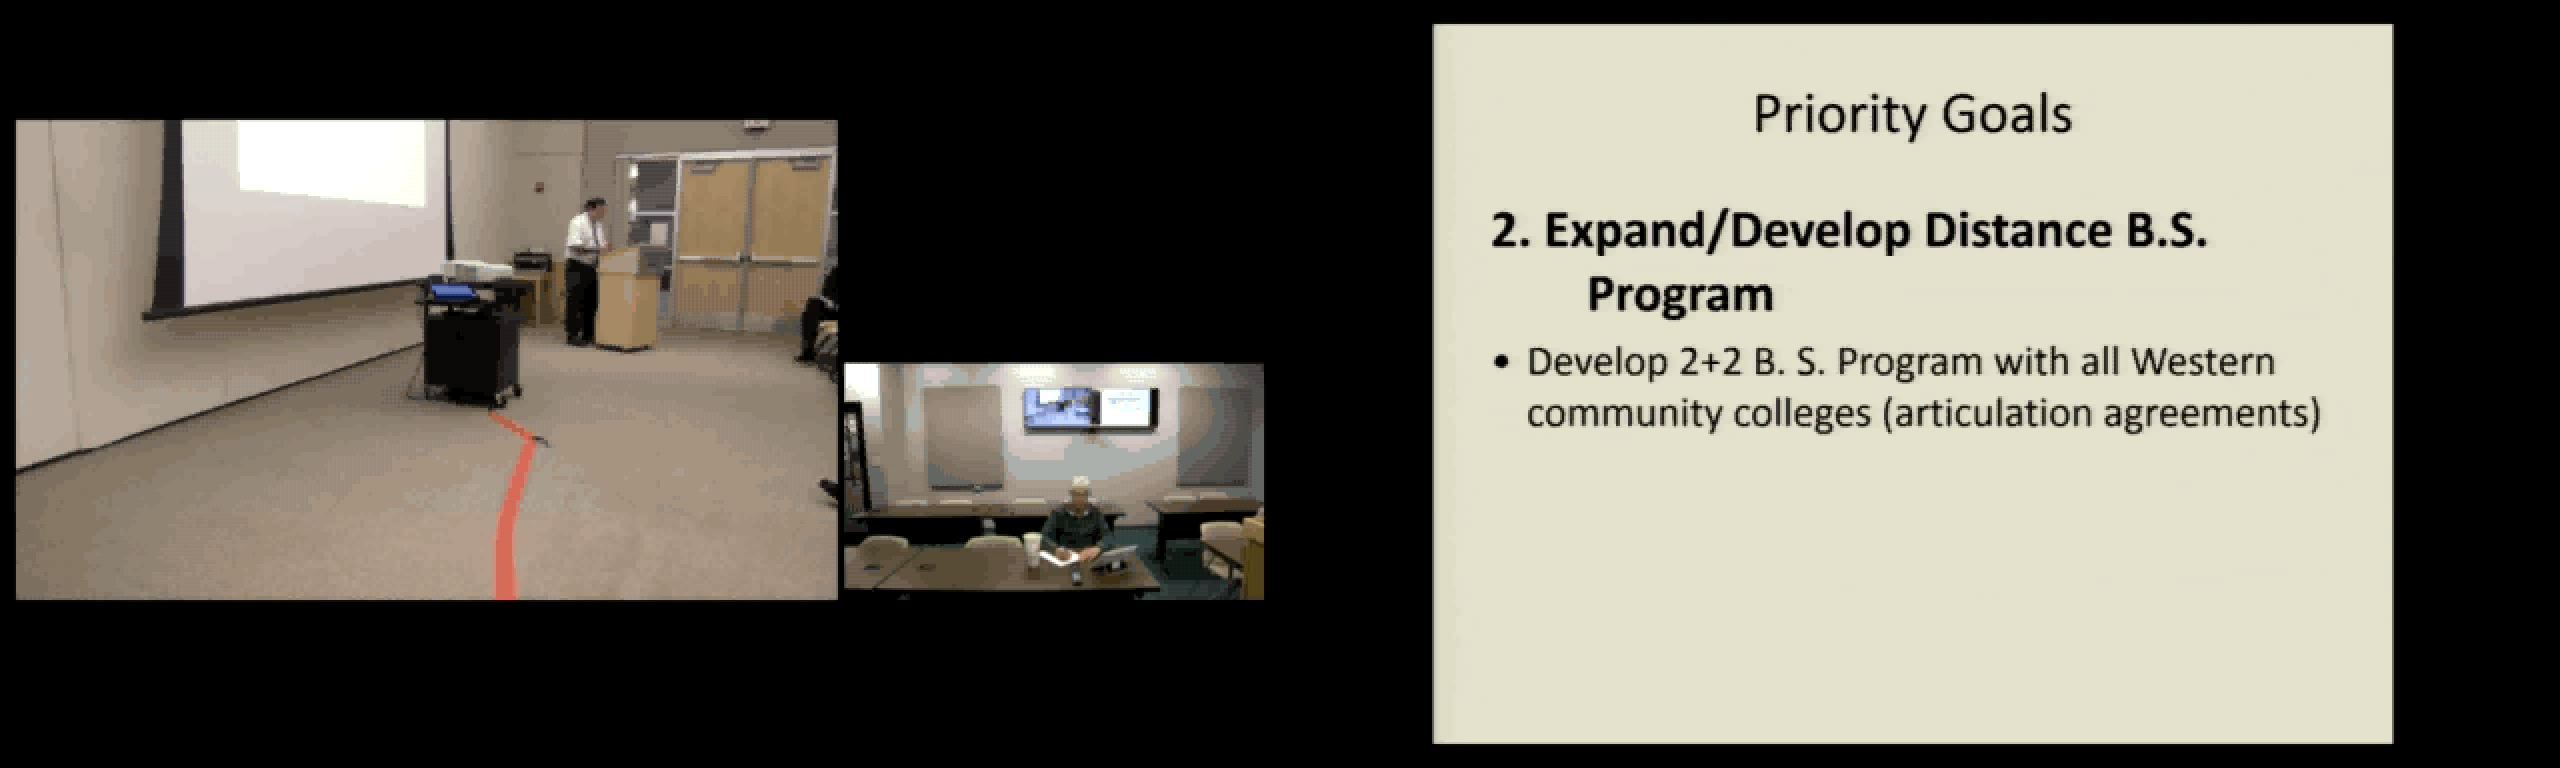 Priority Goals
2. Expand/Develop Distance B.S.
Program
• Develop 2+2 B. S. Program with all Western
community colleges (articulation agreements)